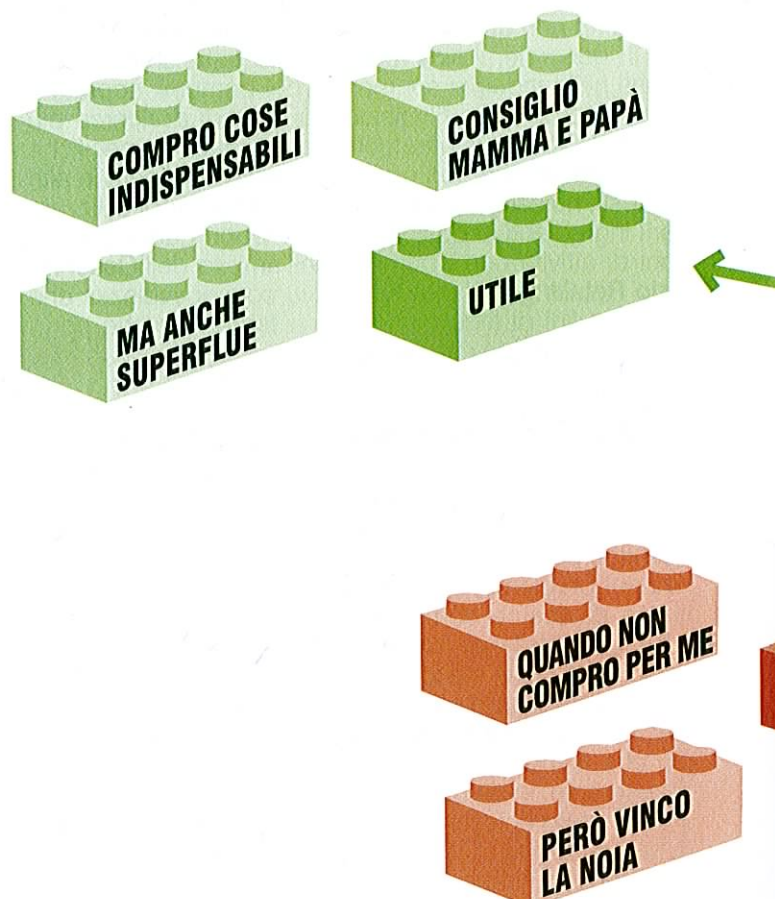 COMPRO COSE
INDISPENSABILI
CONSIGLIO
MAMMA E PAPÀ
MA ANCHE
SUPERFLUE
UTILE
QUANDO NON
COMPRO PER ME
PERÒ VINCO
LA NOIA